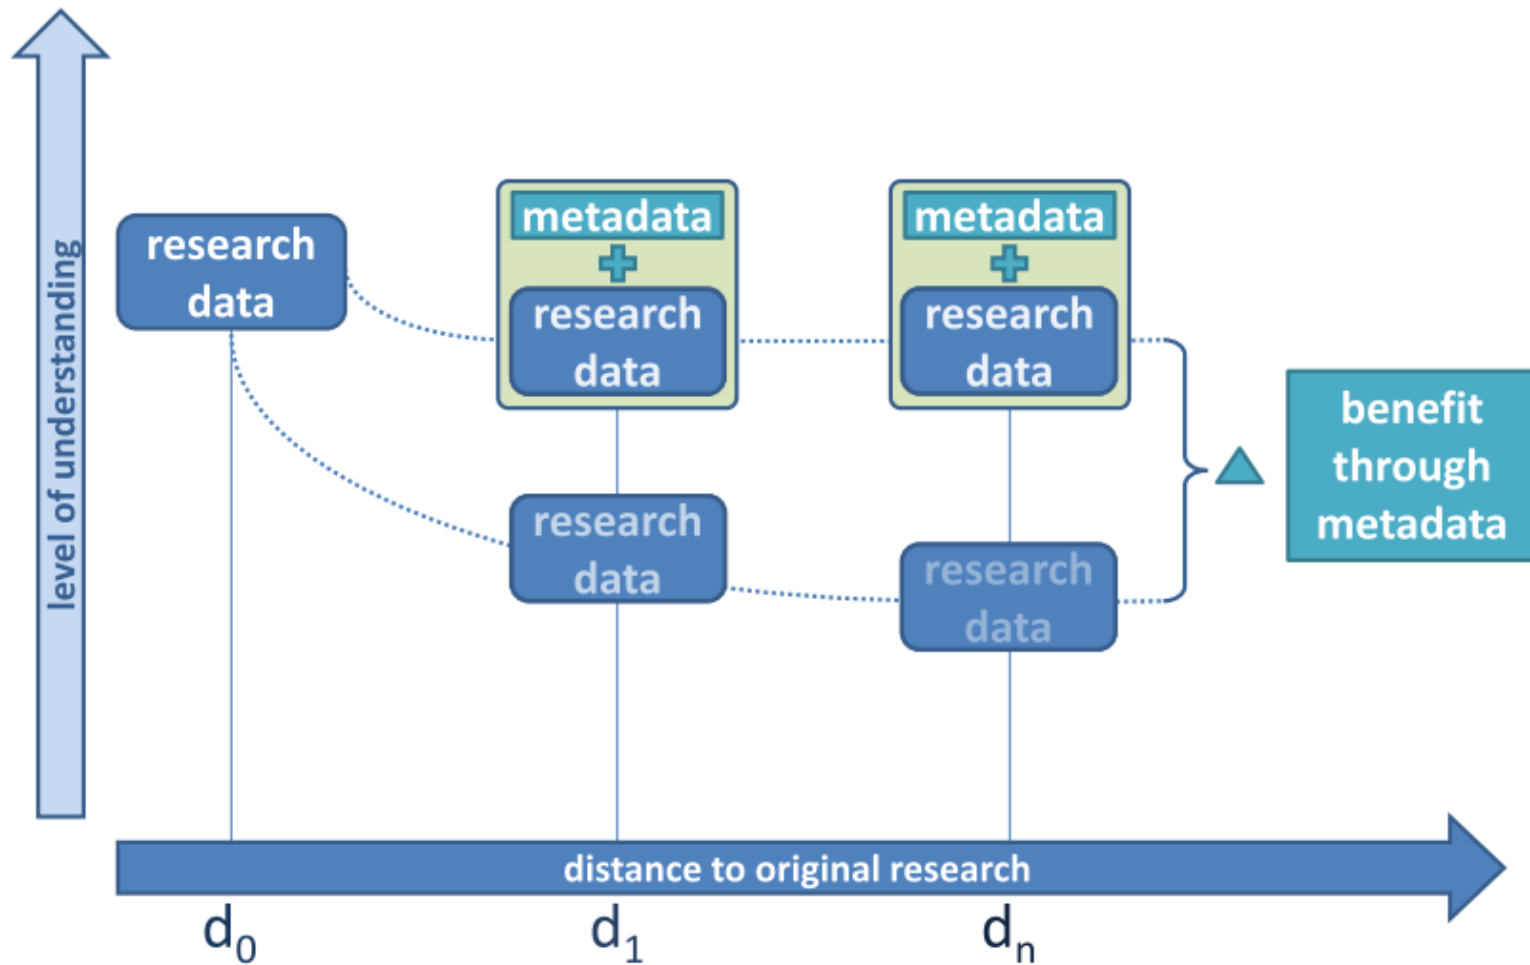 level of understanding
research
data
metadata
research
data
metadata
research
data
research
data
research
data
benefit
through
metadata
distance to original research
d0
d1
dn